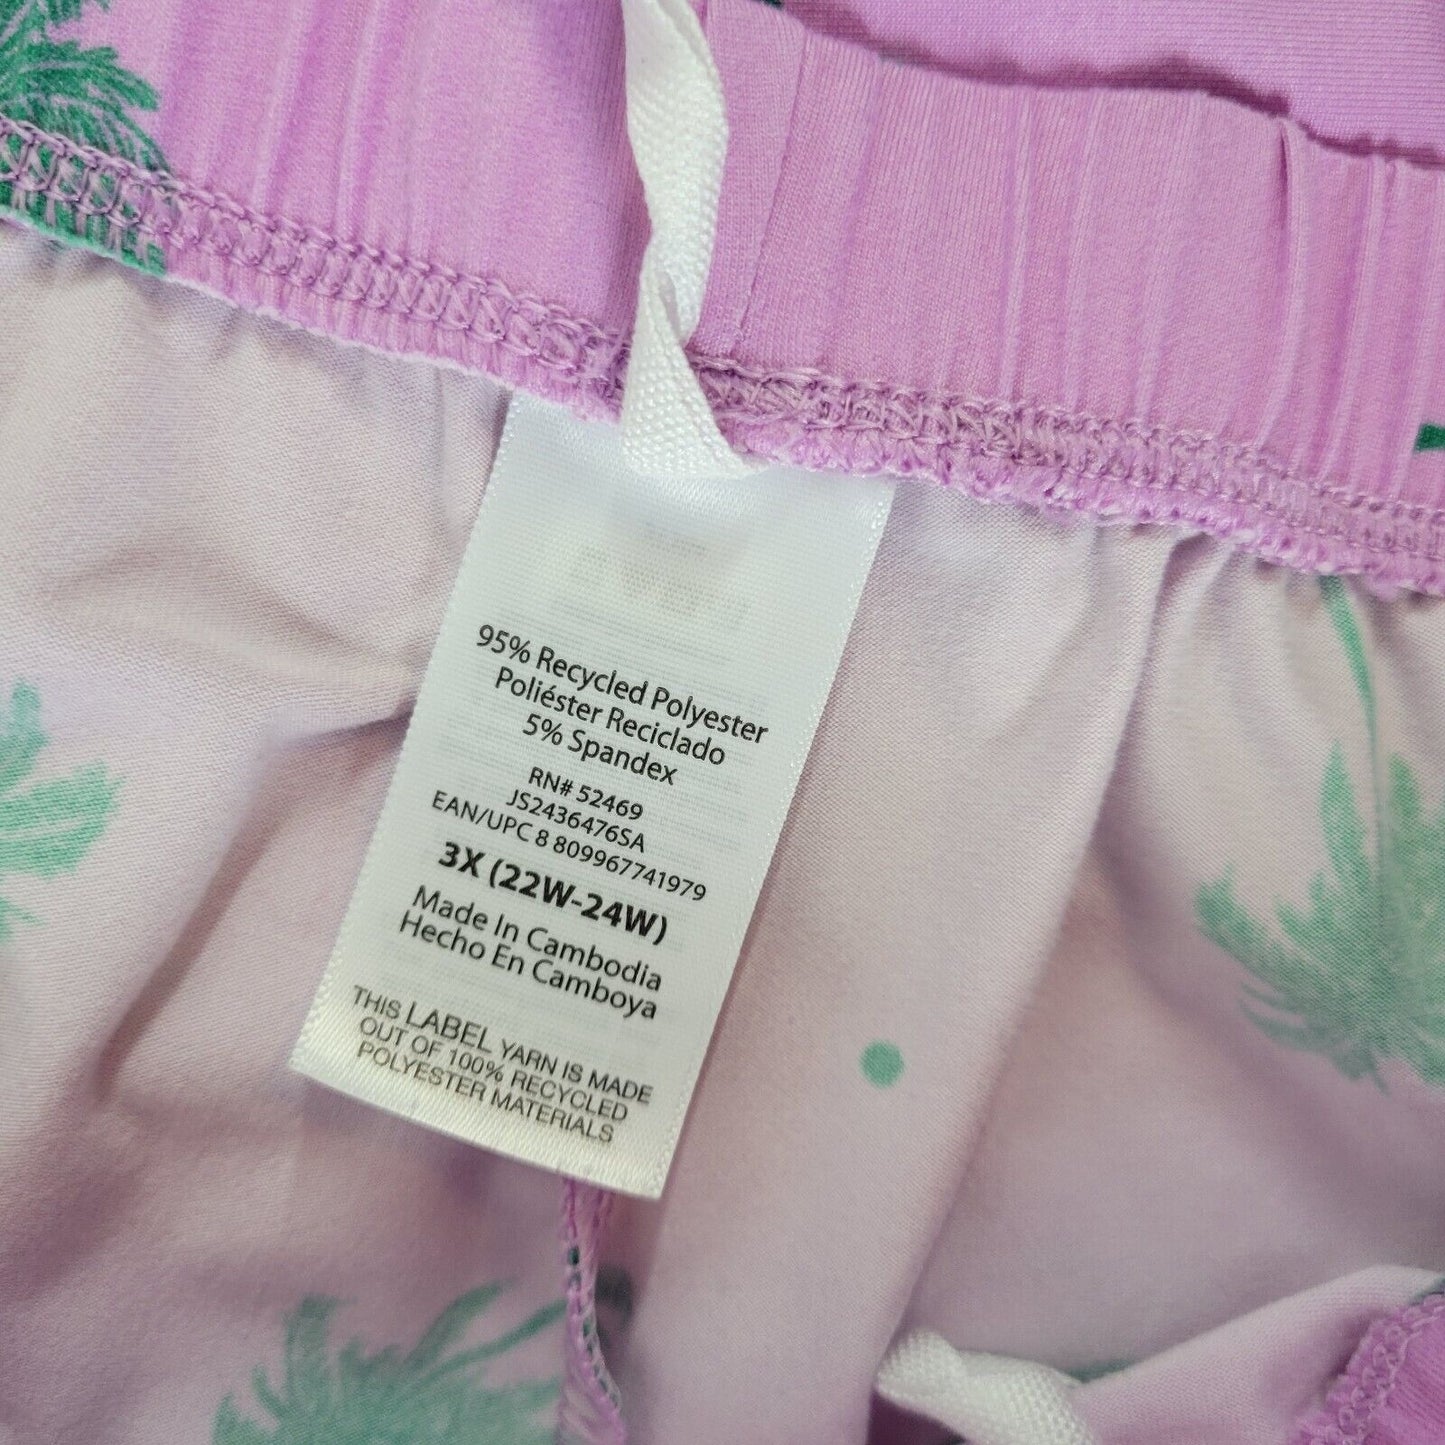 95% Recycled Polyester
Poliéster Reciclado
5% Spandex
RN# 52469
JS2436476SA
EAN/UPC 8 809967741979
3X (22W-24W)
Made In Cambodia
Hecho En Camboya
THIS LABEL YARN IS MADE
OUT OF 100% RECYCLED
POLYESTER MATERIALS